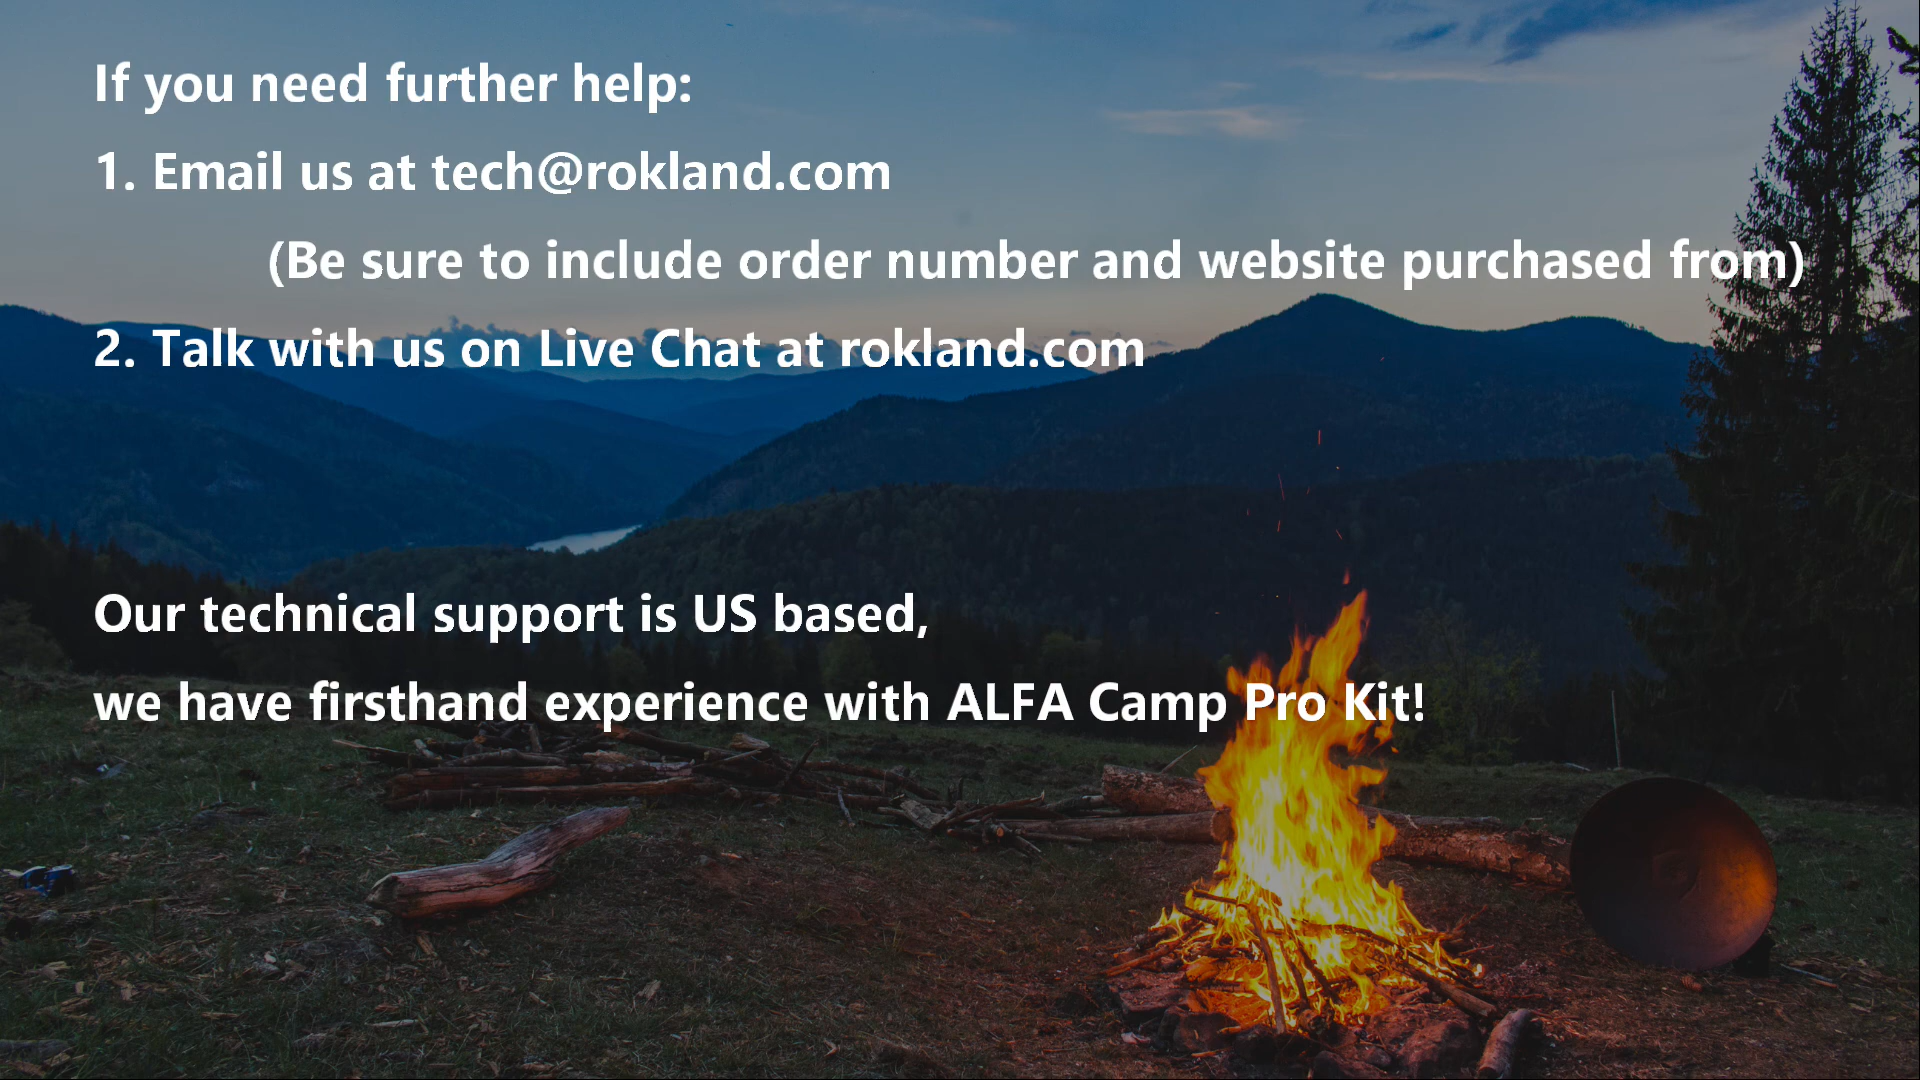 If you need further help:
1. Email us at tech@rokland.com
(Be sure to include order number and website purchased from)
2. Talk with us on Live Chat at rokland.com
Our technical support is US based,
we have firsthand experience with ALFA Camp Pro Kit!